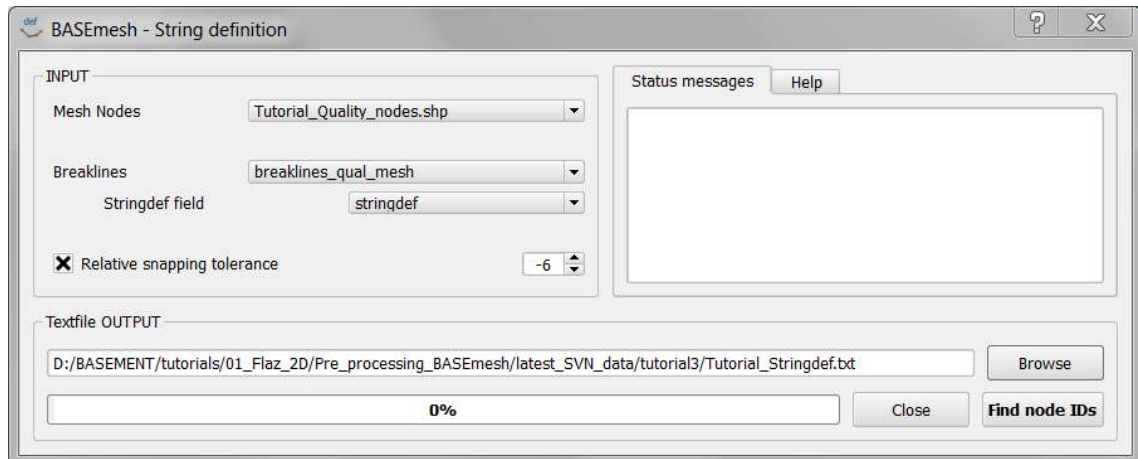 def
BASEmesh - String definition
INPUT
Mesh Nodes
Tutorial_Quality_nodes.shp
Breaklines
breaklines_qual_mesh
Stringdef field
stringdef
Relative snapping tolerance
-6
Status messages
Help
Textfile OUTPUT
D:/BASEMENT/tutorials/01_Flaz_2D/Pre_processing_BASEmesh/latest_SVN_data/tutorial3/Tutorial_Stringdef.txt
Browse
0%
Close
Find node IDs